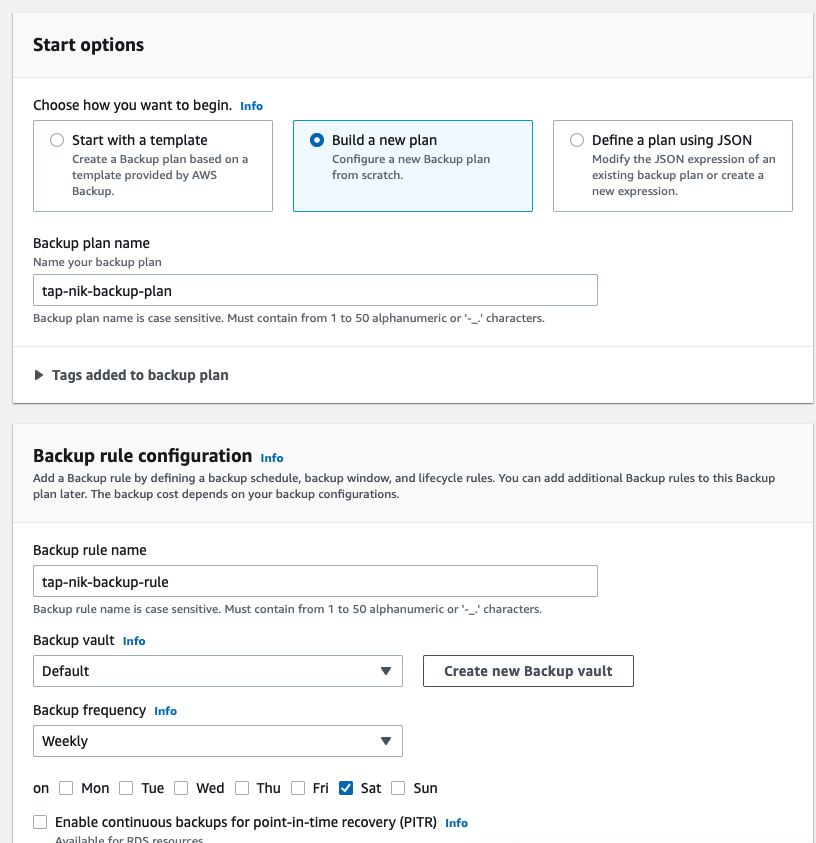 Start options
Choose how you want to begin. Info
Start with a template
Create a Backup plan based on a
template provided by AWS
Backup.
Build a new plan
Configure a new Backup plan
from scratch.
Define a plan using JSON
Modify the JSON expression of an
existing backup plan or create a
new expression.
Backup plan name
Name your backup plan
tap-nik-backup-plan
Backup plan name is case sensitive. Must contain from 1 to 50 alphanumeric or '-_.' characters.
Tags added to backup plan
Backup rule configuration Info
Add a Backup rule by defining a backup schedule, backup window, and lifecycle rules. You can add additional Backup rules to this Backup
plan later. The backup cost depends on your backup configurations.
Backup rule name
tap-nik-backup-rule
Backup rule name is case sensitive. Must contain from 1 to 50 alphanumeric or '-_.' characters.
Backup vault Info
Default
Create new Backup vault
Backup frequency Info
Weekly
on Mon Tue Wed Thu Fri Sat Sun
Enable continuous backups for point-in-time recovery (PITR) Info
Available for RDS resources